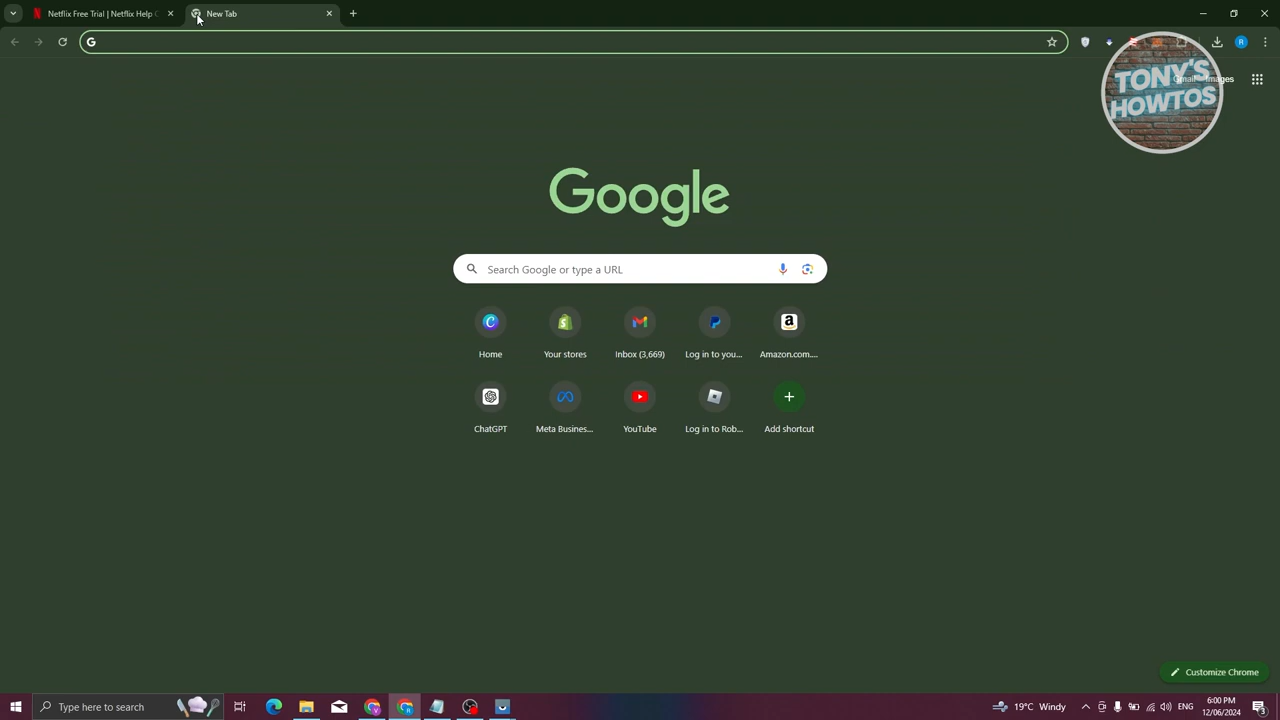 Netflix Free Trial | Netflix Help
New Tab
Gmail
Images
TONY'S
HOWTOS
Google
Search Google or type a URL
Home
Your stores
Inbox (3,669)
Log in to you...
Amazon.com....
ChatGPT
Meta Busines...
YouTube
Log in to Rob...
Add shortcut
Customize Chrome
Type here to search
19°C Windy
ENG
6:00 PM
12/06/2024